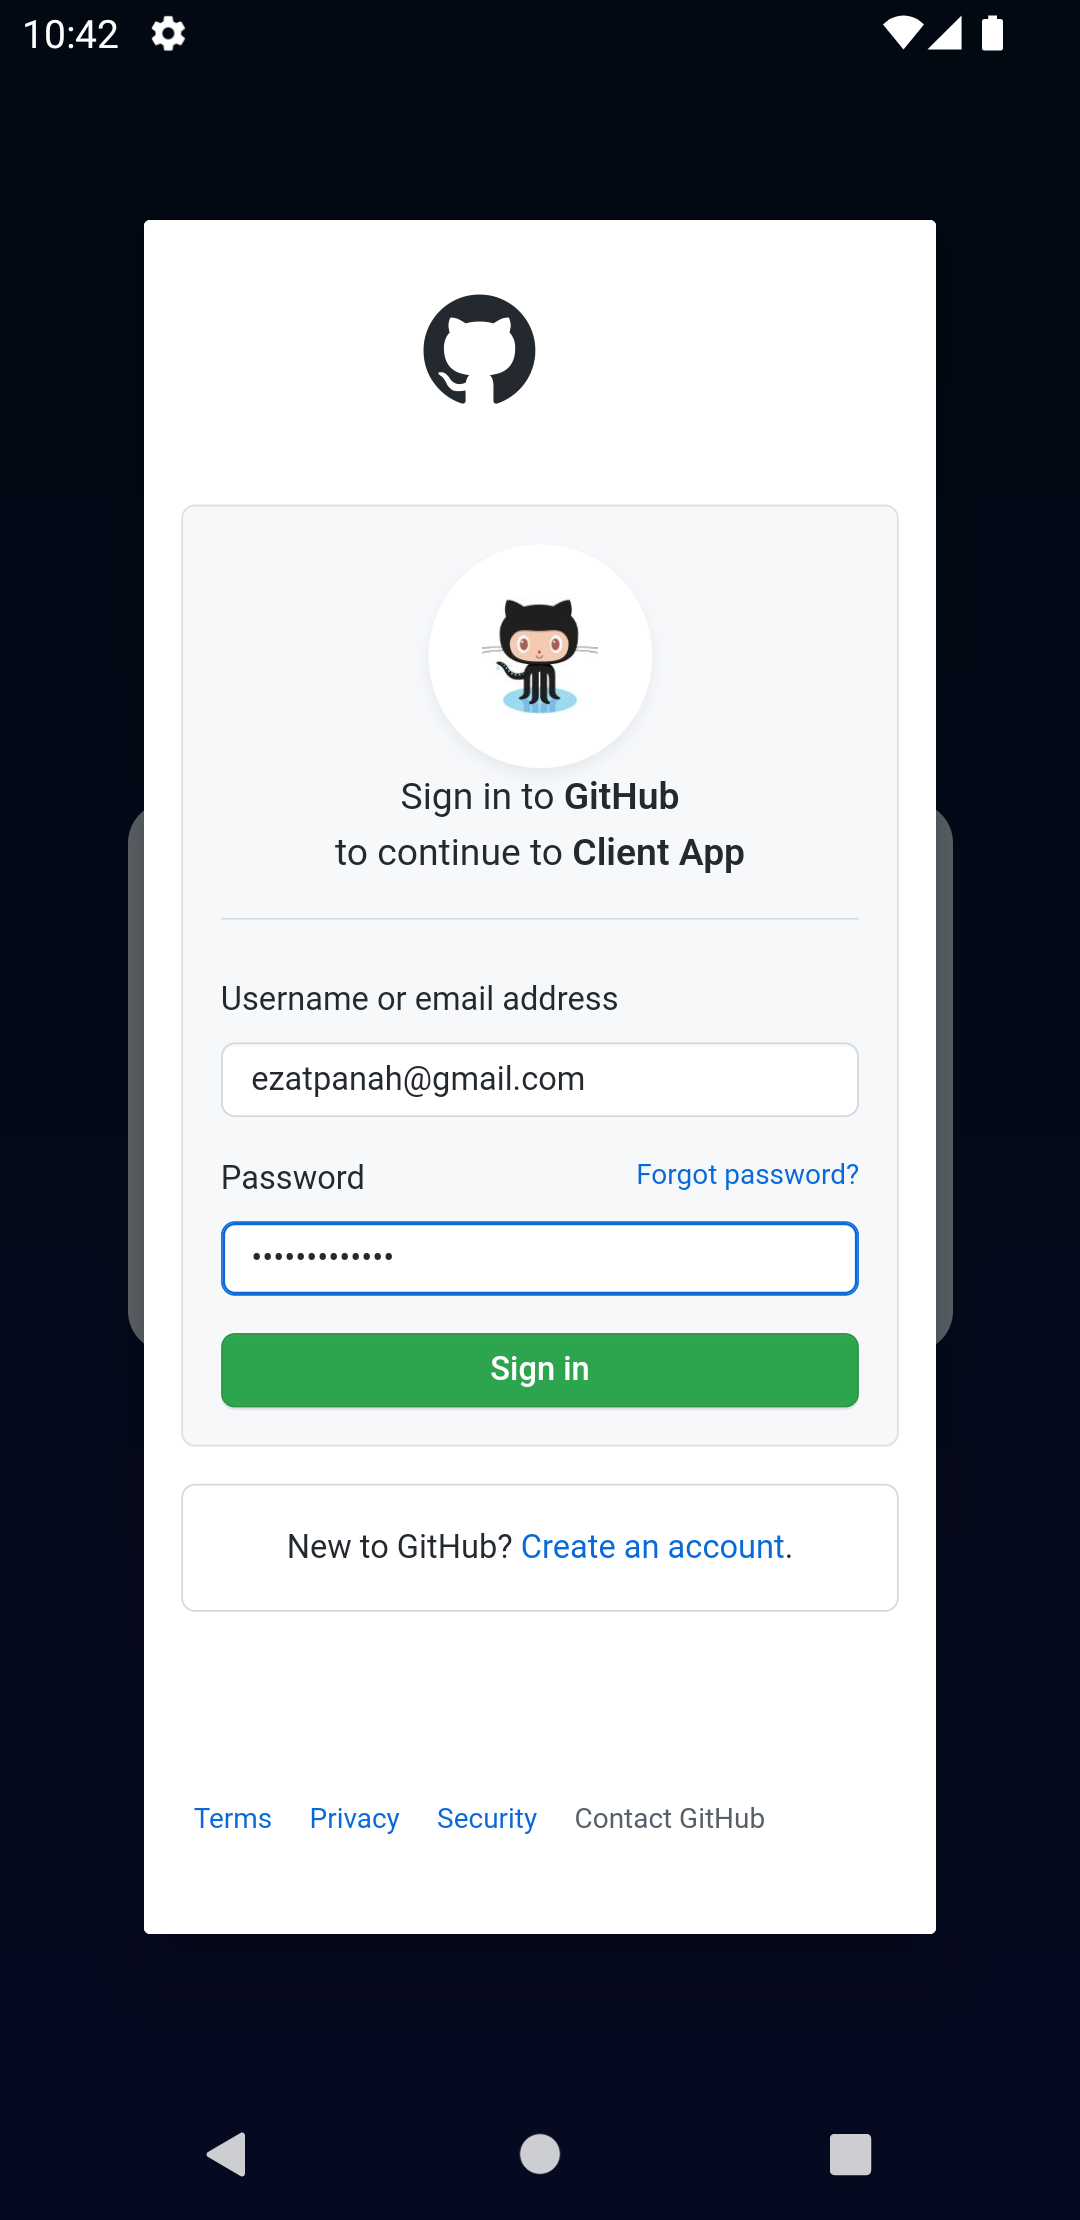 10:42
Sign in to GitHub
to continue to Client App
Username or email address
ezatpanah@gmail.com
Password Forgot password?
•••••••••••••
Sign in
New to GitHub? Create an account.
Terms Privacy Security Contact GitHub